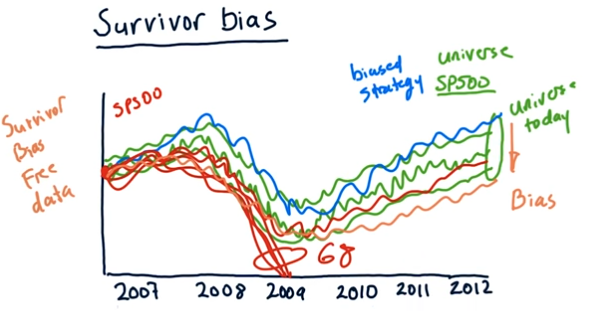 Survivor bias
biased
strategy
universe
SP500
SP500
universe
today
Survivor
Bias
Free
data
68
Bias
2007 2008 2009 2010 2011 2012